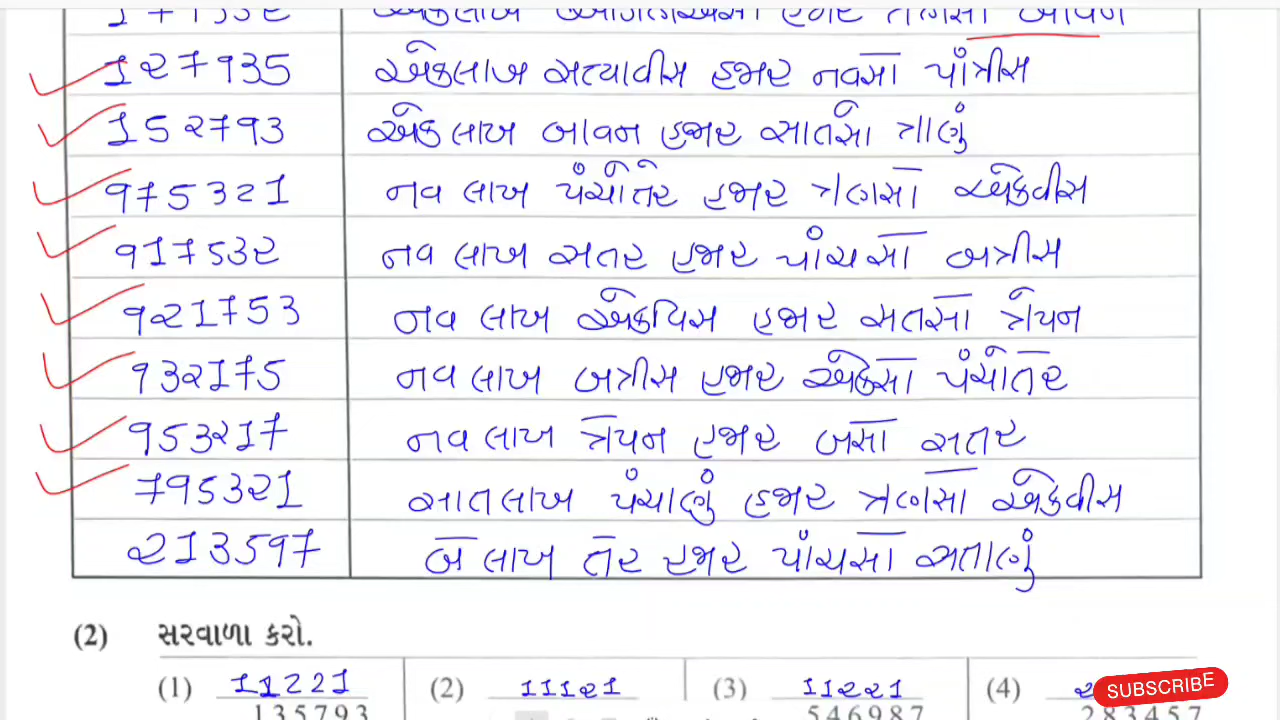 127935 એકલાખ સત્યાવીસ હજાર નવસો પાંત્રીસ
152793 એક લાખ બાવન હજાર સાતસો ત્રાણું
975321 નવ લાખ પંચોતેર હજાર ત્રણસો એકવીસ
917532 નવ લાખ સતર હજાર પાંચસો બત્રીસ
921753 નવ લાખ એકવિસ હજાર સતસો ત્રેપન
932175 નવ લાખ બત્રીસ હજાર એકસો પંચોતેર
953217 નવ લાખ ત્રેપન હજાર બસો સતર
795321 સાતલાખ પંચાણું હજાર ત્રણસો એકવીસ
213597 બે લાખ તેર હજાર પાંચસો સતાણું
(2) સરવાળા કરો.
(1) 11221 (2) 11121 (3) 11221 (4)
SUBSCRIBE
135793 546987 283457